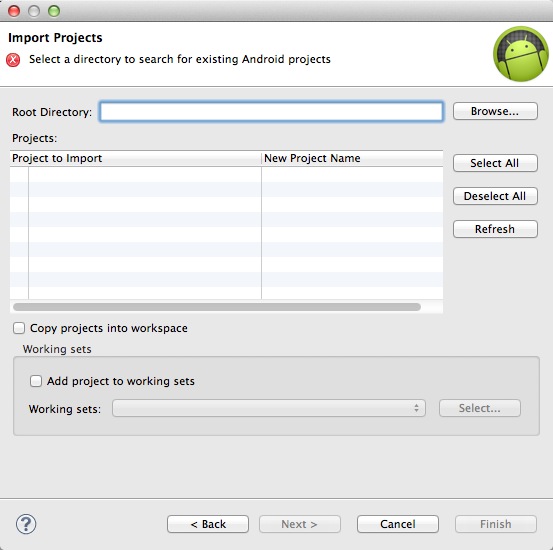 Import Projects
Select a directory to search for existing Android projects
Root Directory:
Browse...
Projects:
Project to Import New Project Name
Select All
Deselect All
Refresh
Copy projects into workspace
Working sets
Add project to working sets
Working sets:
Select...
?
< Back
Next >
Cancel
Finish